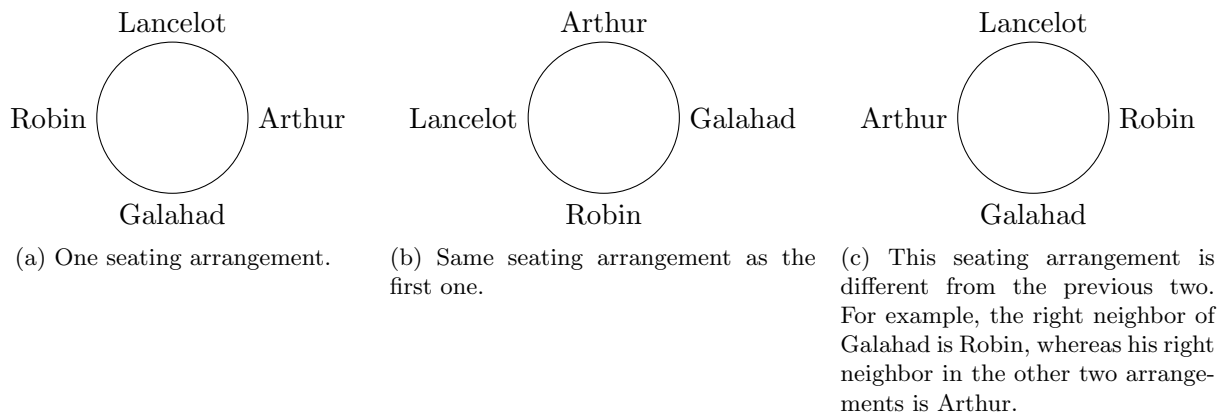 Lancelot
Robin
Arthur
Galahad
(a) One seating arrangement.
Arthur
Lancelot
Galahad
Robin
(b) Same seating arrangement as the
first one.
Lancelot
Arthur
Robin
Galahad
(c) This seating arrangement is
different from the previous two.
For example, the right neighbor of
Galahad is Robin, whereas his right
neighbor in the other two arrange-
ments is Arthur.